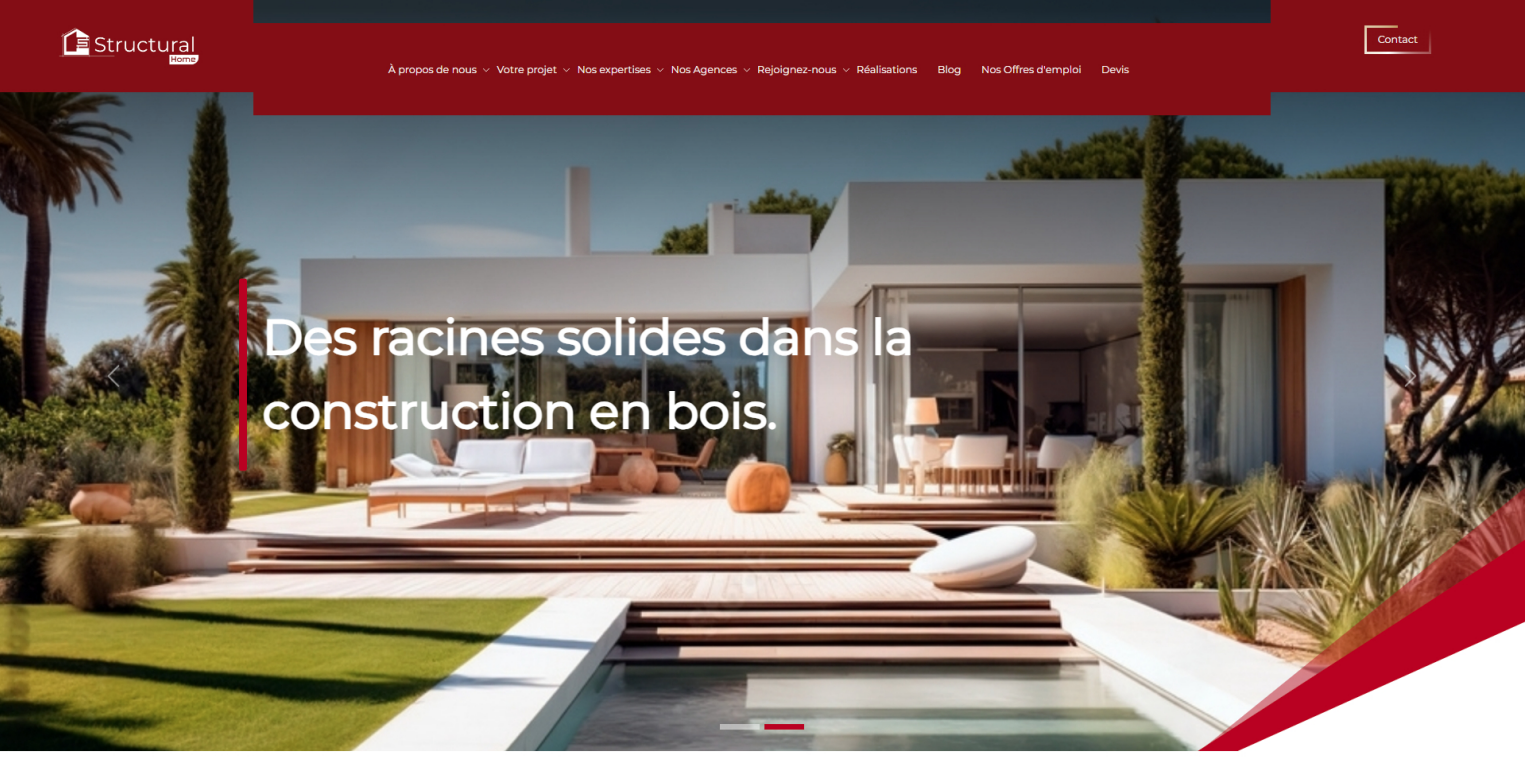 Structural
Home
À propos de nous Votre projet Nos expertises Nos Agences Rejoignez-nous Réalisations Blog Nos Offres d'emploi Devis
Contact
Des racines solides dans la
construction en bois.